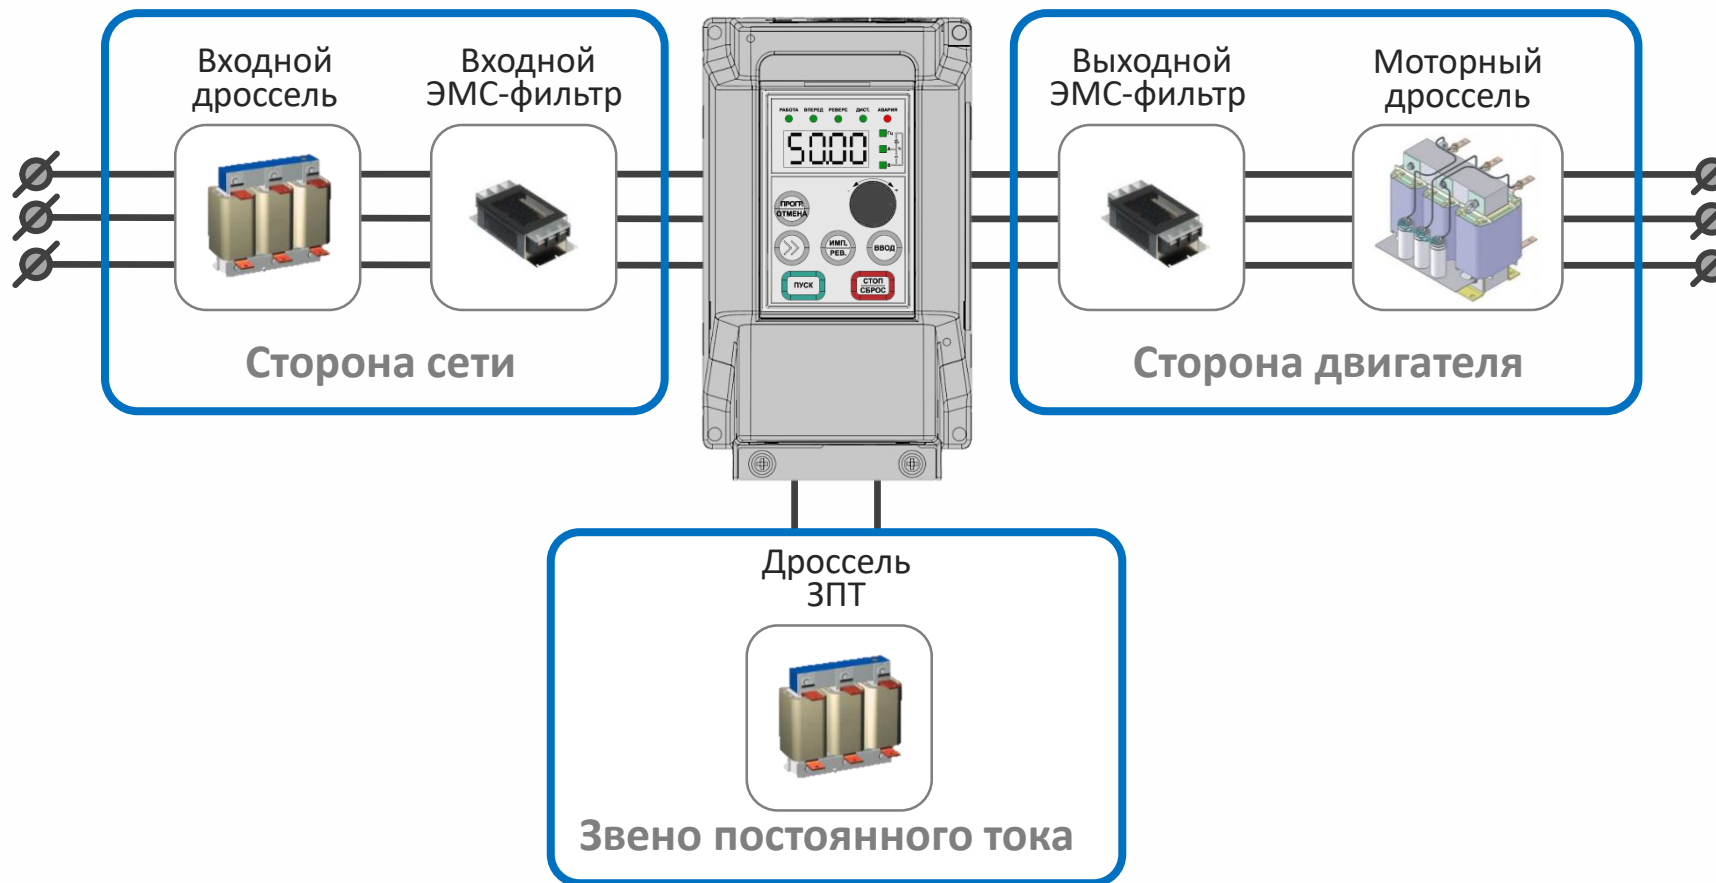 Входной
дроссель
Входной
ЭМС-фильтр
Сторона сети
РАБОТА ВПЕРЕД РЕВЕРС ДИСТ. АВАРИЯ
50.00
Гц
А
ПРОГР.
ОТМЕНА
ИМП.
РЕВ.
ВВОД
ПУСК
СТОП
СБРОС
Выходной
ЭМС-фильтр
Моторный
дроссель
Сторона двигателя
Дроссель
ЗПТ
Звено постоянного тока